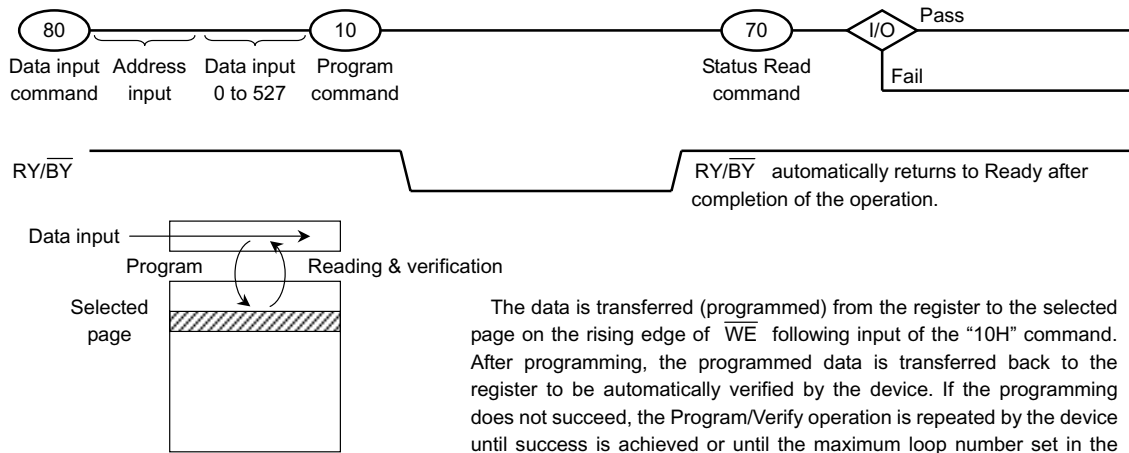 80
10
70
I/O
Pass
Fail
Data input
command
Address
input
Data input
0 to 527
Program
command
Status Read
command
RY/BY
RY/BY automatically returns to Ready after
completion of the operation.
Data input
Program
Reading & verification
Selected
page
The data is transferred (programmed) from the register to the selected
page on the rising edge of WE following input of the “10H” command.
After programming, the programmed data is transferred back to the
register to be automatically verified by the device. If the programming
does not succeed, the Program/Verify operation is repeated by the device
until success is achieved or until the maximum loop number set in the